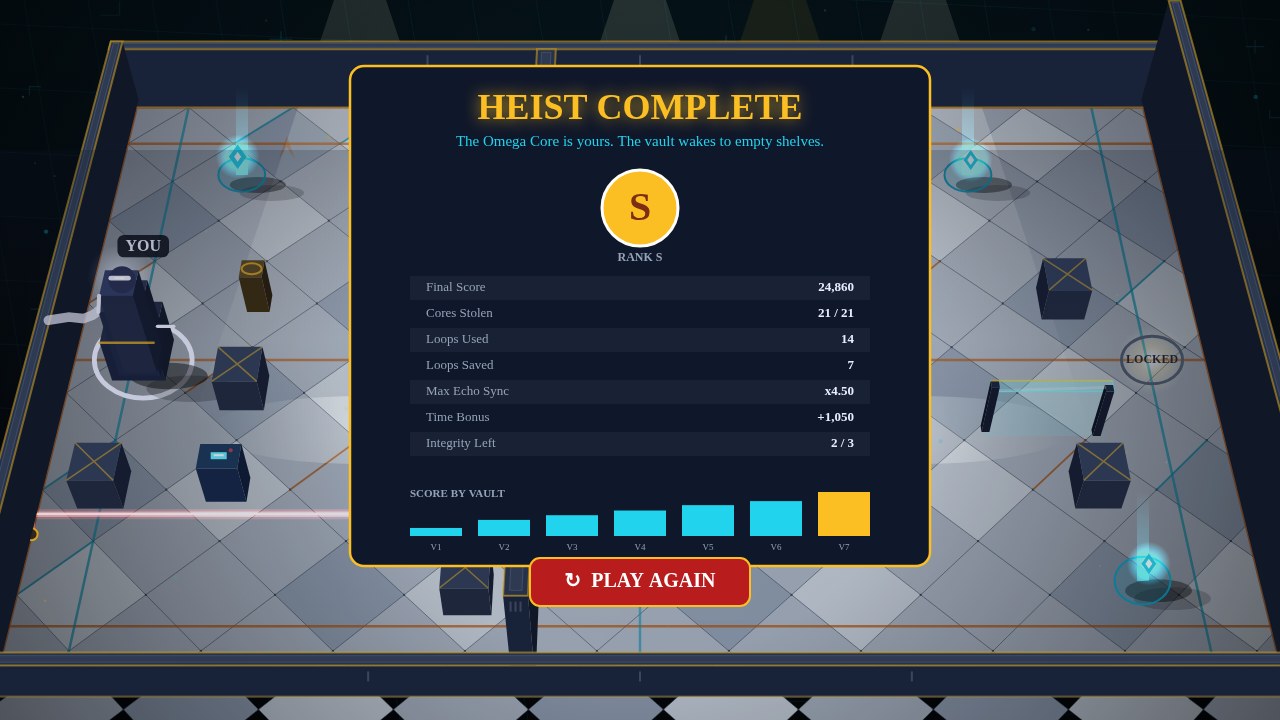 HEIST COMPLETE
The Omega Core is yours. The vault wakes to empty shelves.
S
RANK S
YOU
Final Score 24,860
Cores Stolen 21 / 21
Loops Used 14
Loops Saved 7
LOCKED
Max Echo Sync x4.50
Time Bonus +1,050
Integrity Left 2 / 3
SCORE BY VAULT
V1 V2 V3 V4 V5 V6 V7
↻ PLAY AGAIN